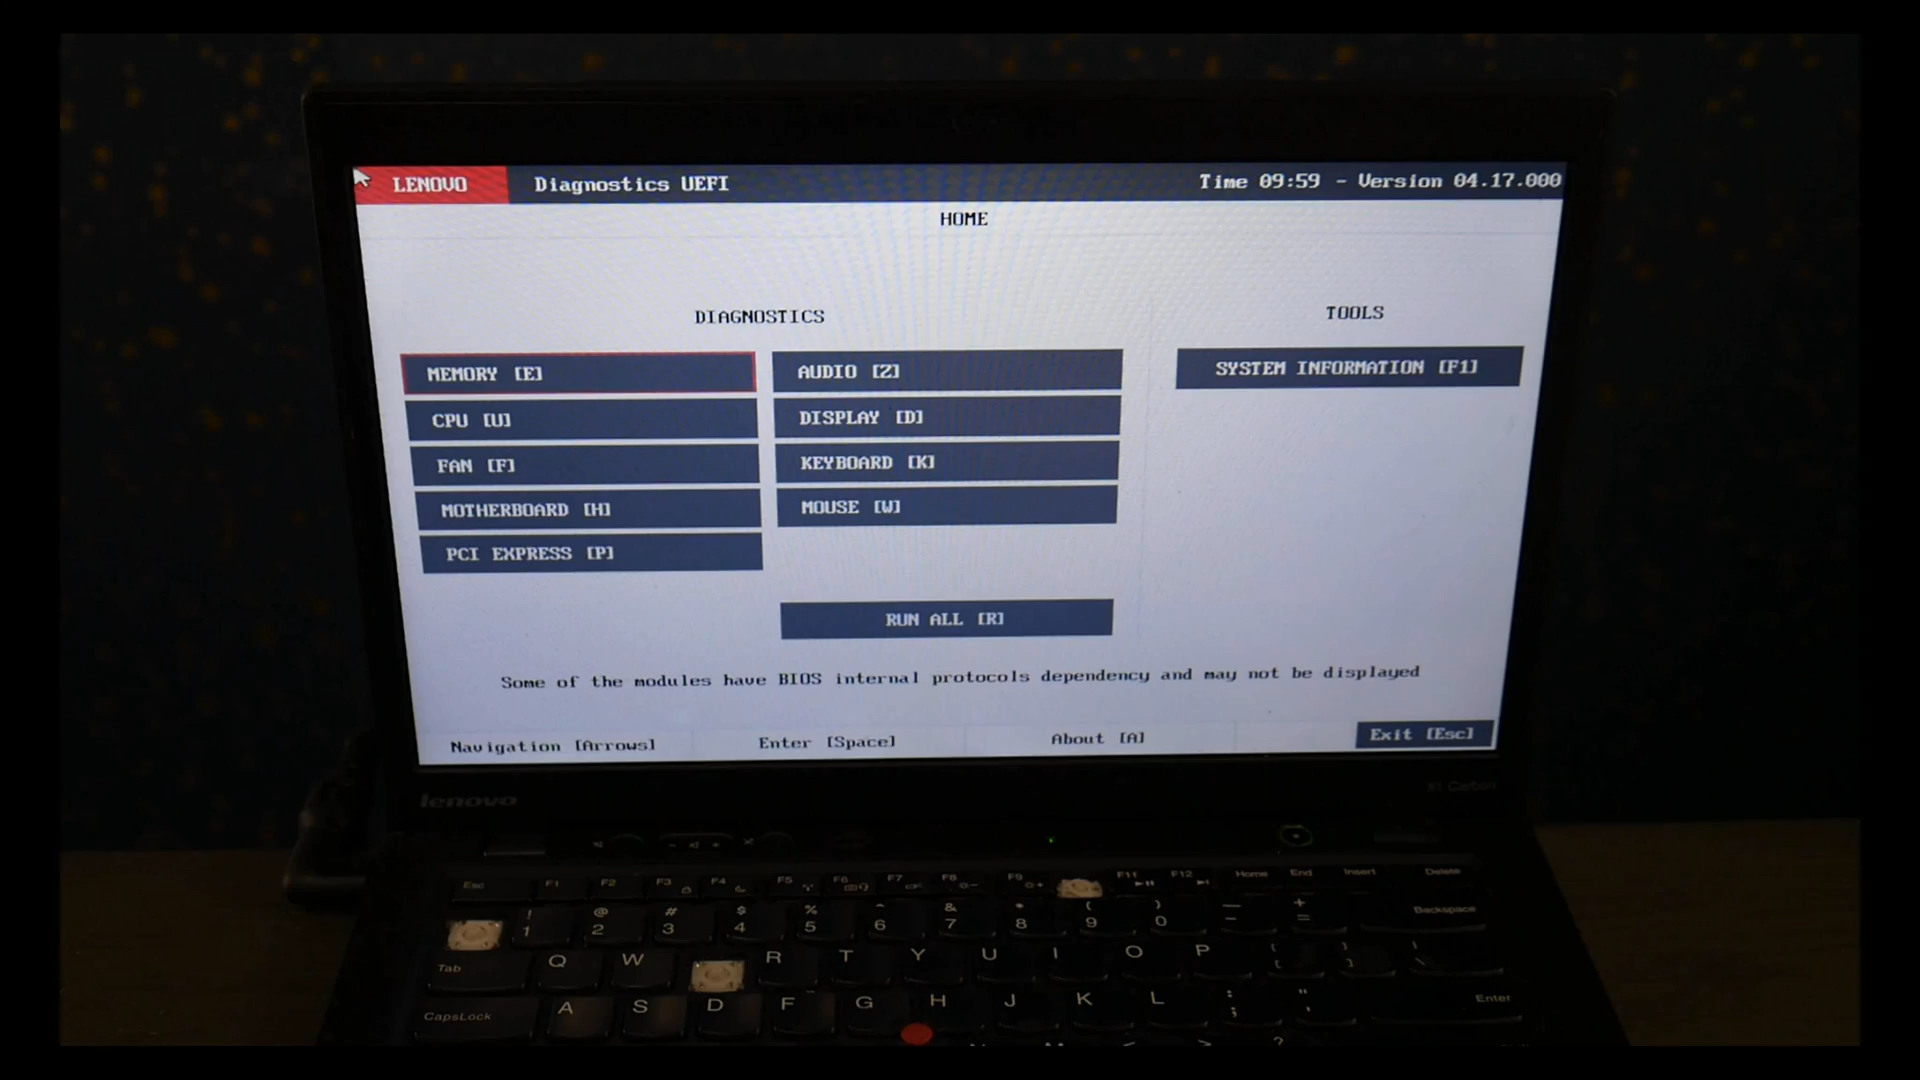 LENOVO Diagnostics UEFI Time 09:59 - Version 04.17.000
HOME
DIAGNOSTICS TOOLS
MEMORY [E] AUDIO [Z] SYSTEM INFORMATION [F1]
CPU [U] DISPLAY [D]
FAN [F] KEYBOARD [K]
MOTHERBOARD [H] MOUSE [W]
PCI EXPRESS [P]
RUN ALL [R]
Some of the modules have BIOS internal protocols dependency and may not be displayed
Navigation [Arrows] Enter [Space] About [A] Exit [Esc]
lenovo X1 Carbon
Esc F1 F2 F3 F4 F5 F6 F7 F8 F9 F11 F12 Home End Insert Delete
! @ # $ % ^ & * ( ) — +
1 2 3 4 5 6 7 8 9 0 - = Backspace
Tab Q W R T Y U I O P { [ } ] | \
CapsLock A S D F G H J K L : ; " ' Enter